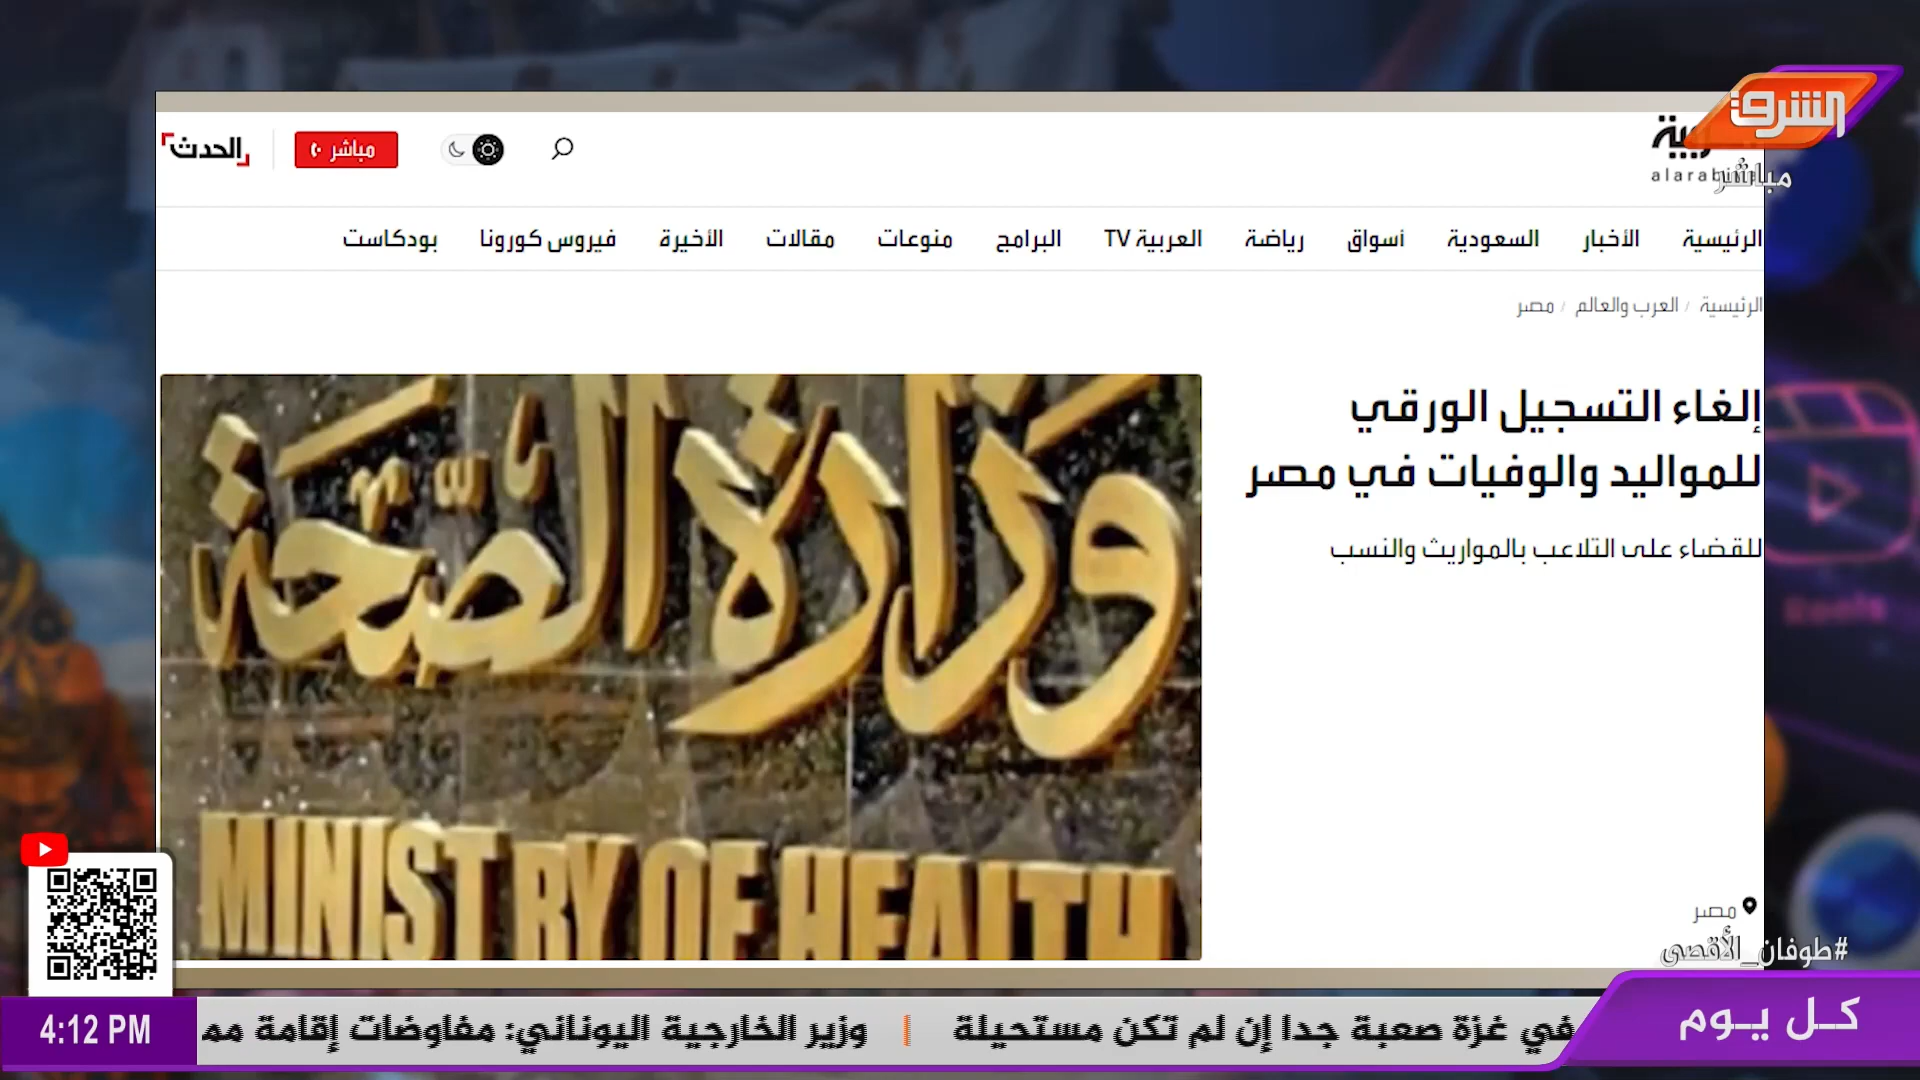 الشرق
مباشر
الحدث
مباشر
الرئيسية
الأخبار
السعودية
أسواق
رياضة
العربية TV
البرامج
منوعات
مقالات
الأخيرة
فيروس كورونا
بودكاست
الرئيسية / العرب والعالم / مصر
إلغاء التسجيل الورقي
للمواليد والوفيات في مصر
للقضاء على التلاعب بالمواريث والنسب
وزارة الصحة
MINISTRY OF HEALTH
Reels
مصر
#طوفان_الأقصى
كل يوم
في غزة صعبة جدا إن لم تكن مستحيلة | وزير الخارجية اليوناني: مفاوضات إقامة
4:12 PM